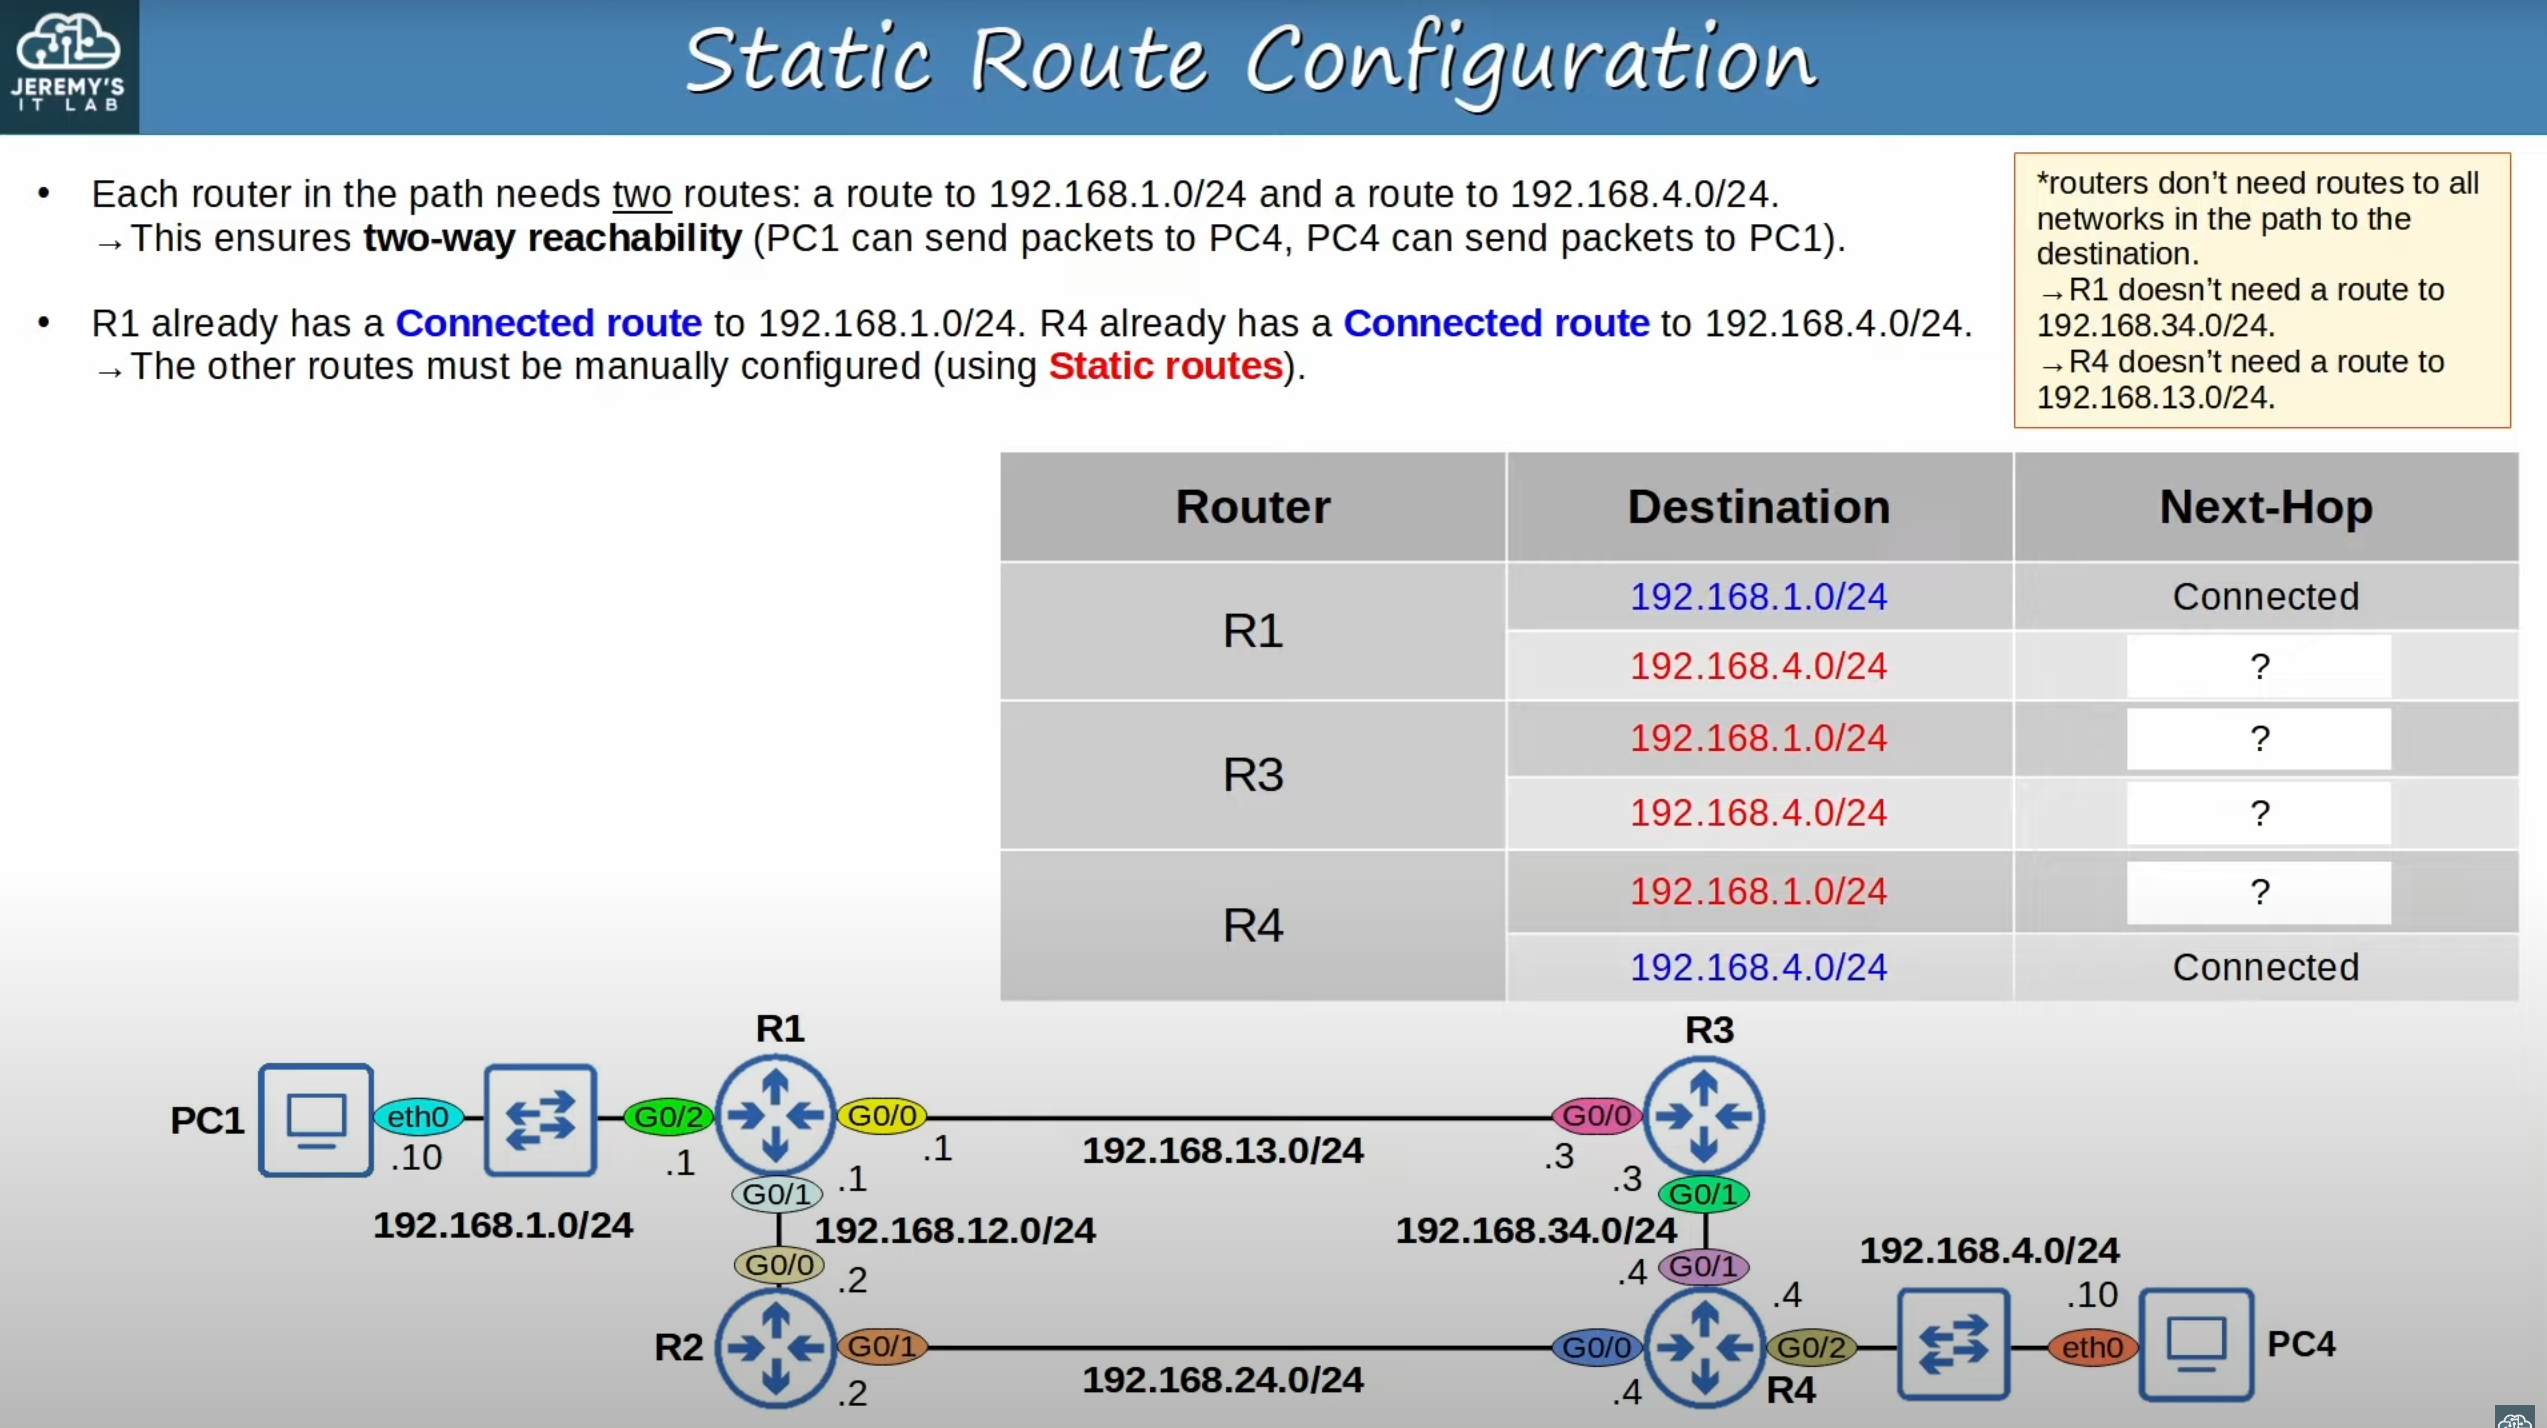 JEREMY'S
IT LAB
Static Route Configuration
• Each router in the path needs two routes: a route to 192.168.1.0/24 and a route to 192.168.4.0/24.
→This ensures two-way reachability (PC1 can send packets to PC4, PC4 can send packets to PC1).
• R1 already has a Connected route to 192.168.1.0/24. R4 already has a Connected route to 192.168.4.0/24.
→The other routes must be manually configured (using Static routes).
*routers don't need routes to all
networks in the path to the
destination.
→R1 doesn't need a route to
192.168.34.0/24.
→R4 doesn't need a route to
192.168.13.0/24.
Router Destination Next-Hop
R1 192.168.1.0/24 Connected
192.168.4.0/24 ?
R3 192.168.1.0/24 ?
192.168.4.0/24 ?
R4 192.168.1.0/24 ?
192.168.4.0/24 Connected
R1 R3
PC1 eth0 G0/2 G0/0 G0/0
.10 .1 .1 192.168.13.0/24 .3
.1 .3
G0/1 G0/1
192.168.1.0/24 192.168.12.0/24 192.168.34.0/24
G0/0 .2 .4 G0/1
192.168.4.0/24
.4 .10
R2 G0/1 G0/0 G0/2 eth0 PC4
.2 192.168.24.0/24 .4 R4